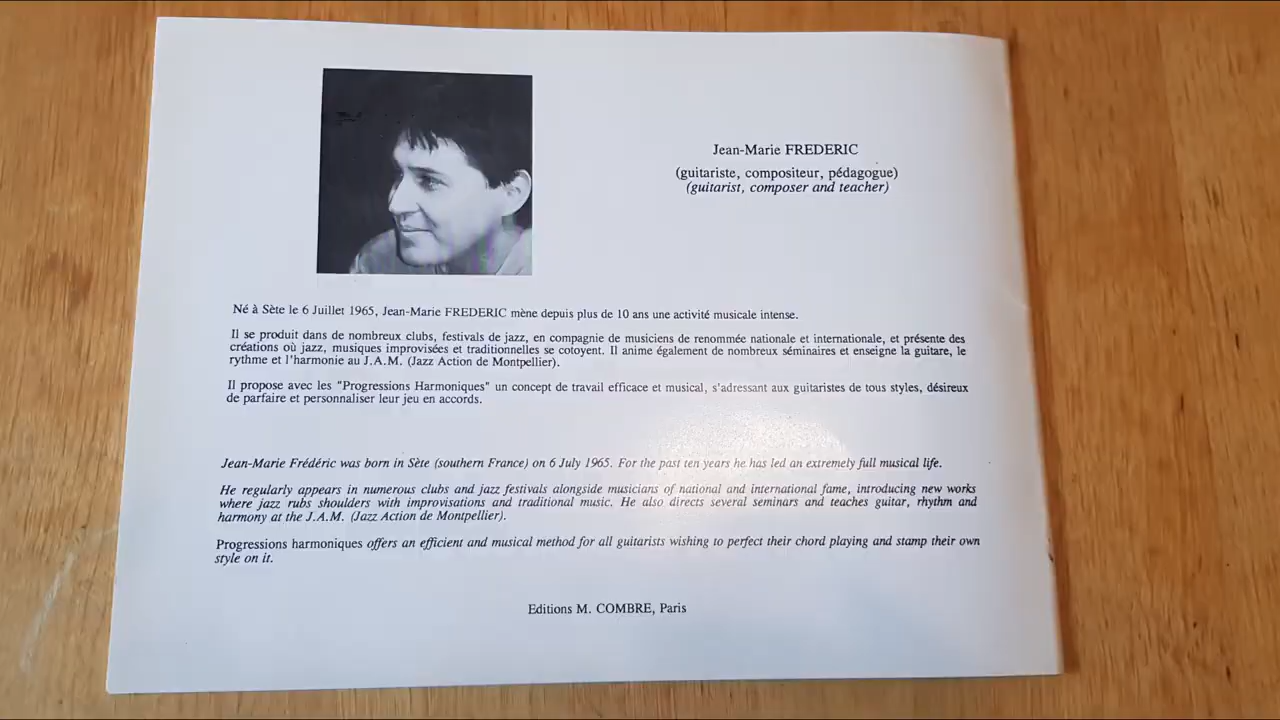 Jean-Marie FREDERIC
(guitariste, compositeur, pédagogue)
(guitarist, composer and teacher)
Né à Sète le 6 Juillet 1965, Jean-Marie FREDERIC mène depuis plus de 10 ans une activité musicale intense.
Il se produit dans de nombreux clubs, festivals de jazz, en compagnie de musiciens de renommée nationale et internationale, et présente des
créations où jazz, musiques improvisées et traditionnelles se cotoyent. Il anime également de nombreux séminaires et enseigne la guitare, le
rythme et l'harmonie au J.A.M. (Jazz Action de Montpellier).
Il propose avec les "Progressions Harmoniques" un concept de travail efficace et musical, s'adressant aux guitaristes de tous styles, désireux
de parfaire et personnaliser leur jeu en accords.
Jean-Marie Frédéric was born in Sète (southern France) on 6 July 1965. For the past ten years he has led an extremely full musical life.
He regularly appears in numerous clubs and jazz festivals alongside musicians of national and international fame, introducing new works
where jazz rubs shoulders with improvisations and traditional music. He also directs several seminars and teaches guitar, rhythm and
harmony at the J.A.M. (Jazz Action de Montpellier).
Progressions harmoniques offers an efficient and musical method for all guitarists wishing to perfect their chord playing and stamp their own
style on it.
Editions M. COMBRE, Paris